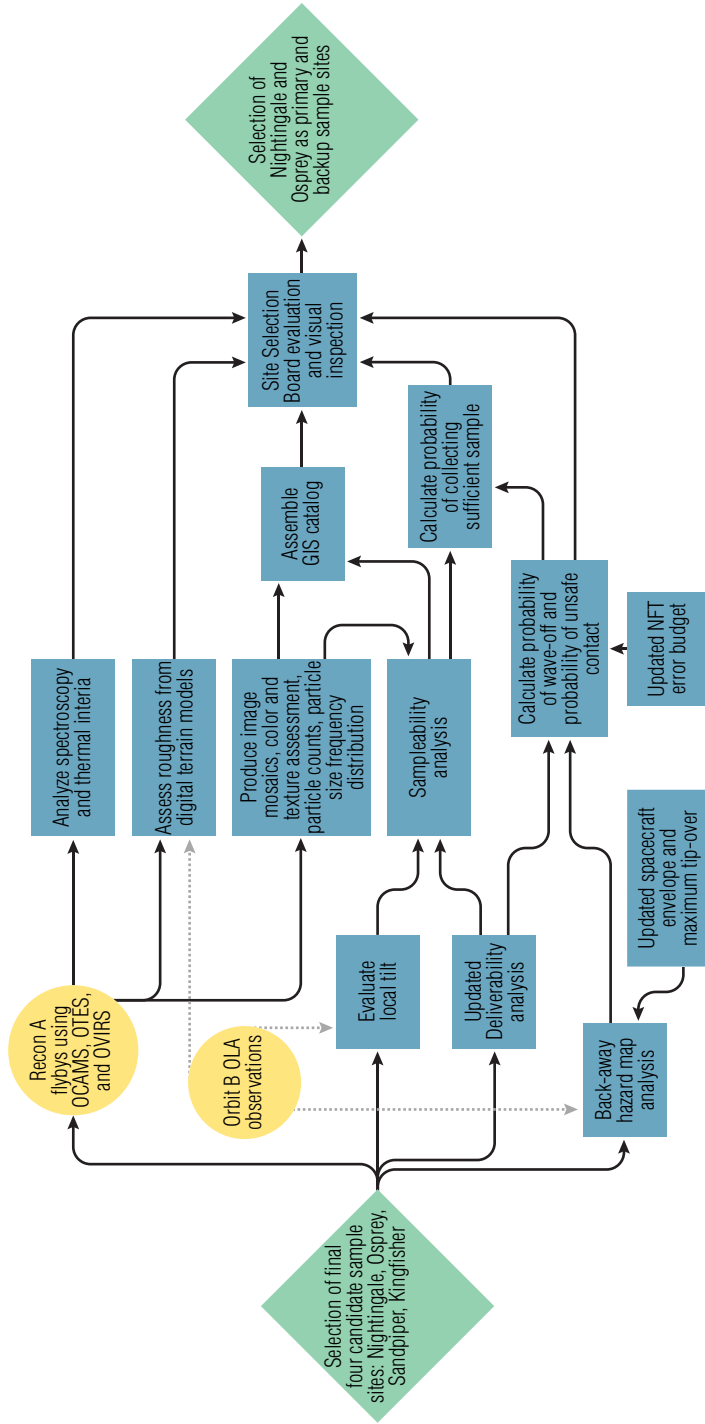 Selection of final
four candidate sample
sites: Nightingale, Osprey,
Sandpiper, Kingfisher
Recon A
flybys using
OCAMS, OTES,
and OVIRS
Orbit B OLA
observations
Evaluate
local tilt
Updated
Deliverability
analysis
Back-away
hazard map
analysis
Updated spacecraft
envelope and
maximum tip-over
Analyze spectroscopy
and thermal interia
Assess roughness from
digital terrain models
Produce image
mosaics, color and
texture assessment,
particle counts, particle
size frequency
distribution
Sampleability
analysis
Calculate probability
of wave-off and
probability of unsafe
contact
Updated NFT
error budget
Assemble
GIS catalog
Calculate probability
of collecting
sufficient sample
Site Selection
Board evaluation
and visual
inspection
Selection of
Nightingale and
Osprey as primary and
backup sample sites